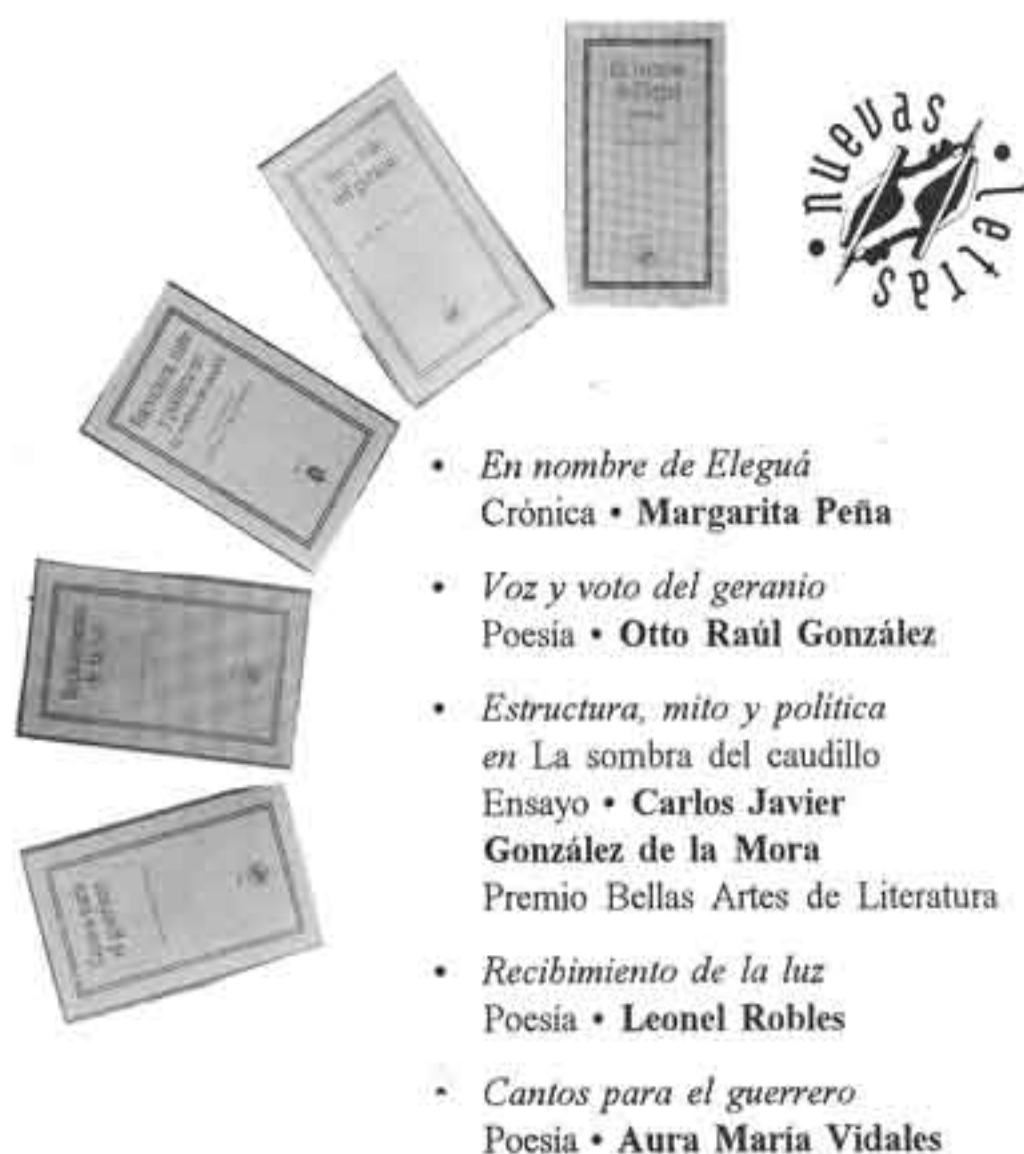 nuevas letras
• En nombre de Eleguá
Crónica • Margarita Peña
• Voz y voto del geranio
Poesía • Otto Raúl González
• Estructura, mito y política
en La sombra del caudillo
Ensayo • Carlos Javier
González de la Mora
Premio Bellas Artes de Literatura
• Recibimiento de la luz
Poesía • Leonel Robles
• Cantos para el guerrero
Poesía • Aura María Vidales